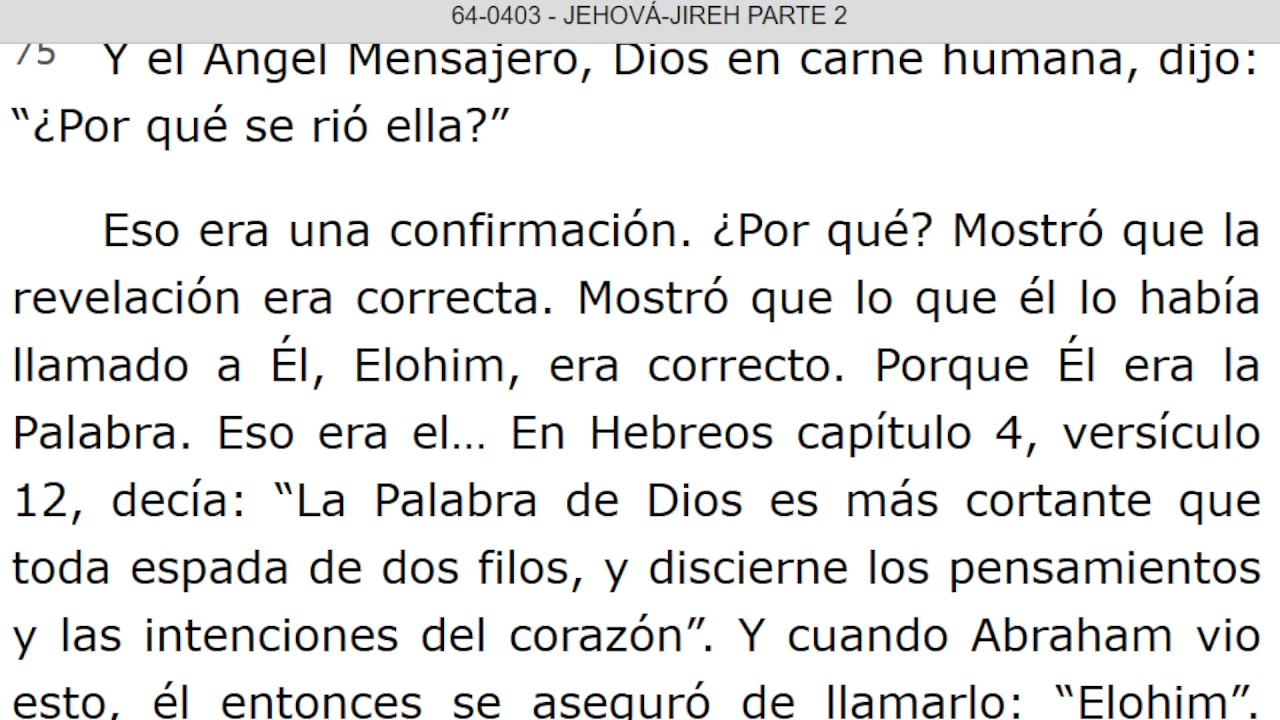 64-0403 - JEHOVÁ-JIREH PARTE 2
75 Y el Ángel Mensajero, Dios en carne humana, dijo:
“¿Por qué se rió ella?”
Eso era una confirmación. ¿Por qué? Mostró que la
revelación era correcta. Mostró que lo que él lo había
llamado a Él, Elohim, era correcto. Porque Él era la
Palabra. Eso era el... En Hebreos capítulo 4, versículo
12, decía: “La Palabra de Dios es más cortante que
toda espada de dos filos, y discierne los pensamientos
y las intenciones del corazón”. Y cuando Abraham vio
esto, él entonces se aseguró de llamarlo: “Elohim”.